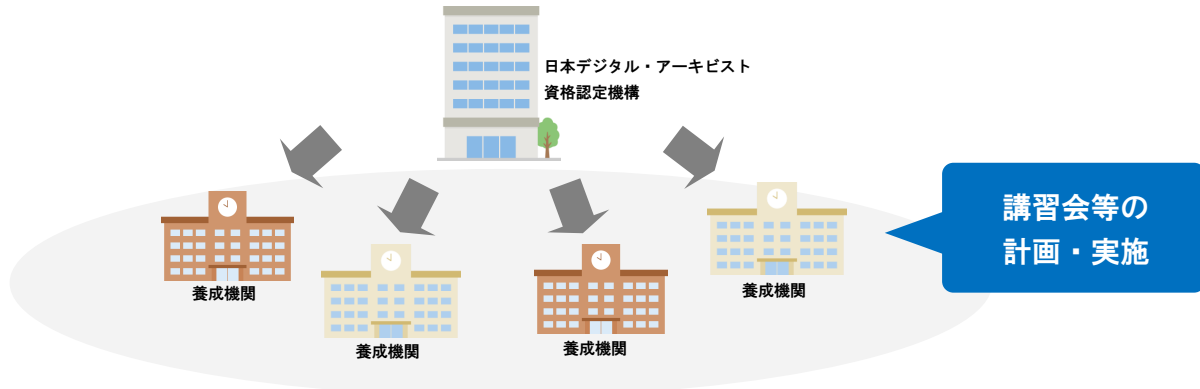 日本デジタル・アーキビスト
資格認定機構
講習会等の
計画・実施
養成機関
養成機関
養成機関
養成機関